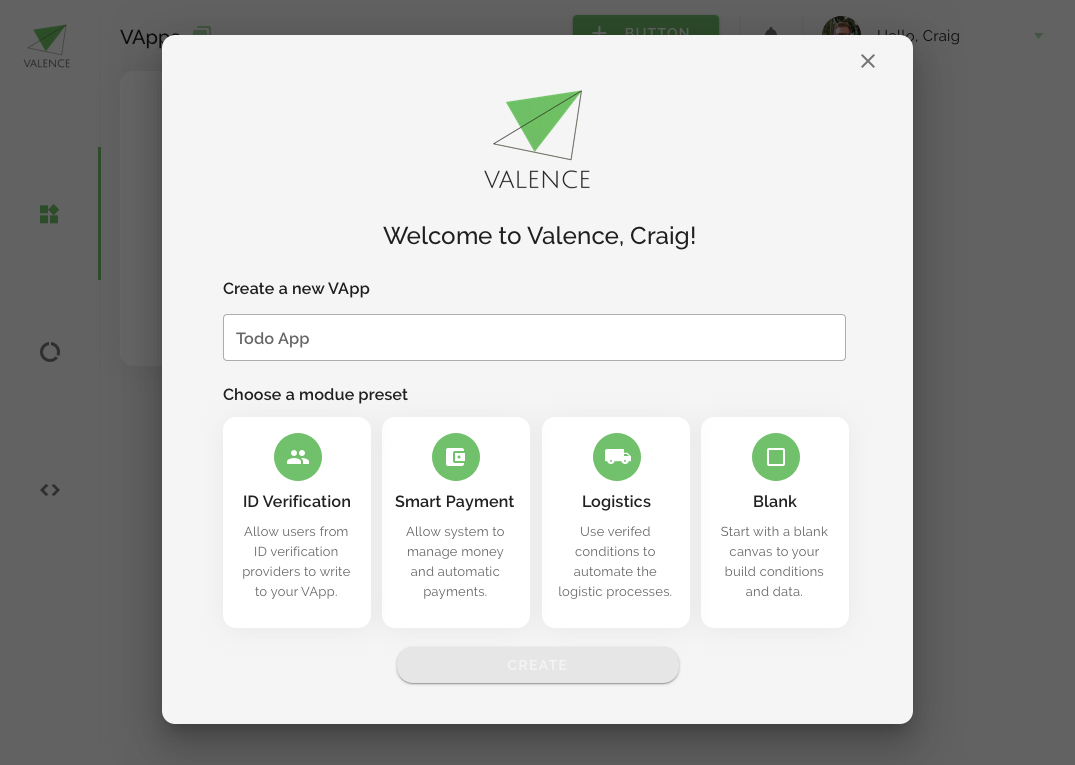 VALENCE
VApps
BUTTON
Hello, Craig
VALENCE
Welcome to Valence, Craig!
Create a new VApp
Todo App
Choose a modue preset
ID Verification
Allow users from
ID verification
providers to write
to your VApp.
Smart Payment
Allow system to
manage money
and automatic
payments.
Logistics
Use verifed
conditions to
automate the
logistic processes.
Blank
Start with a blank
canvas to your
build conditions
and data.
CREATE